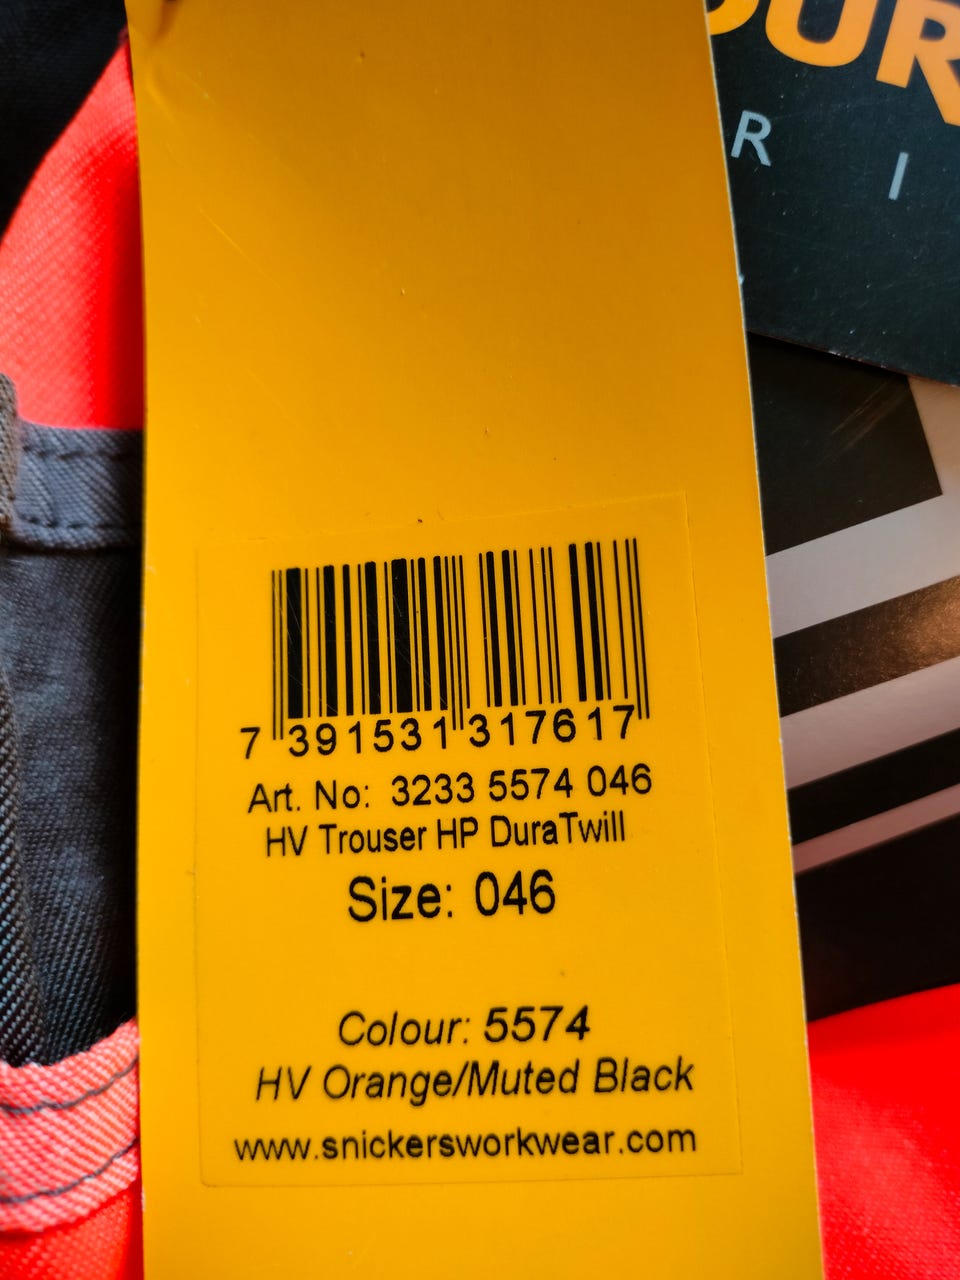 R I
7 391531 317617
Art. No: 3233 5574 046
HV Trouser HP DuraTwill
Size: 046
Colour: 5574
HV Orange/Muted Black
www.snickersworkwear.com